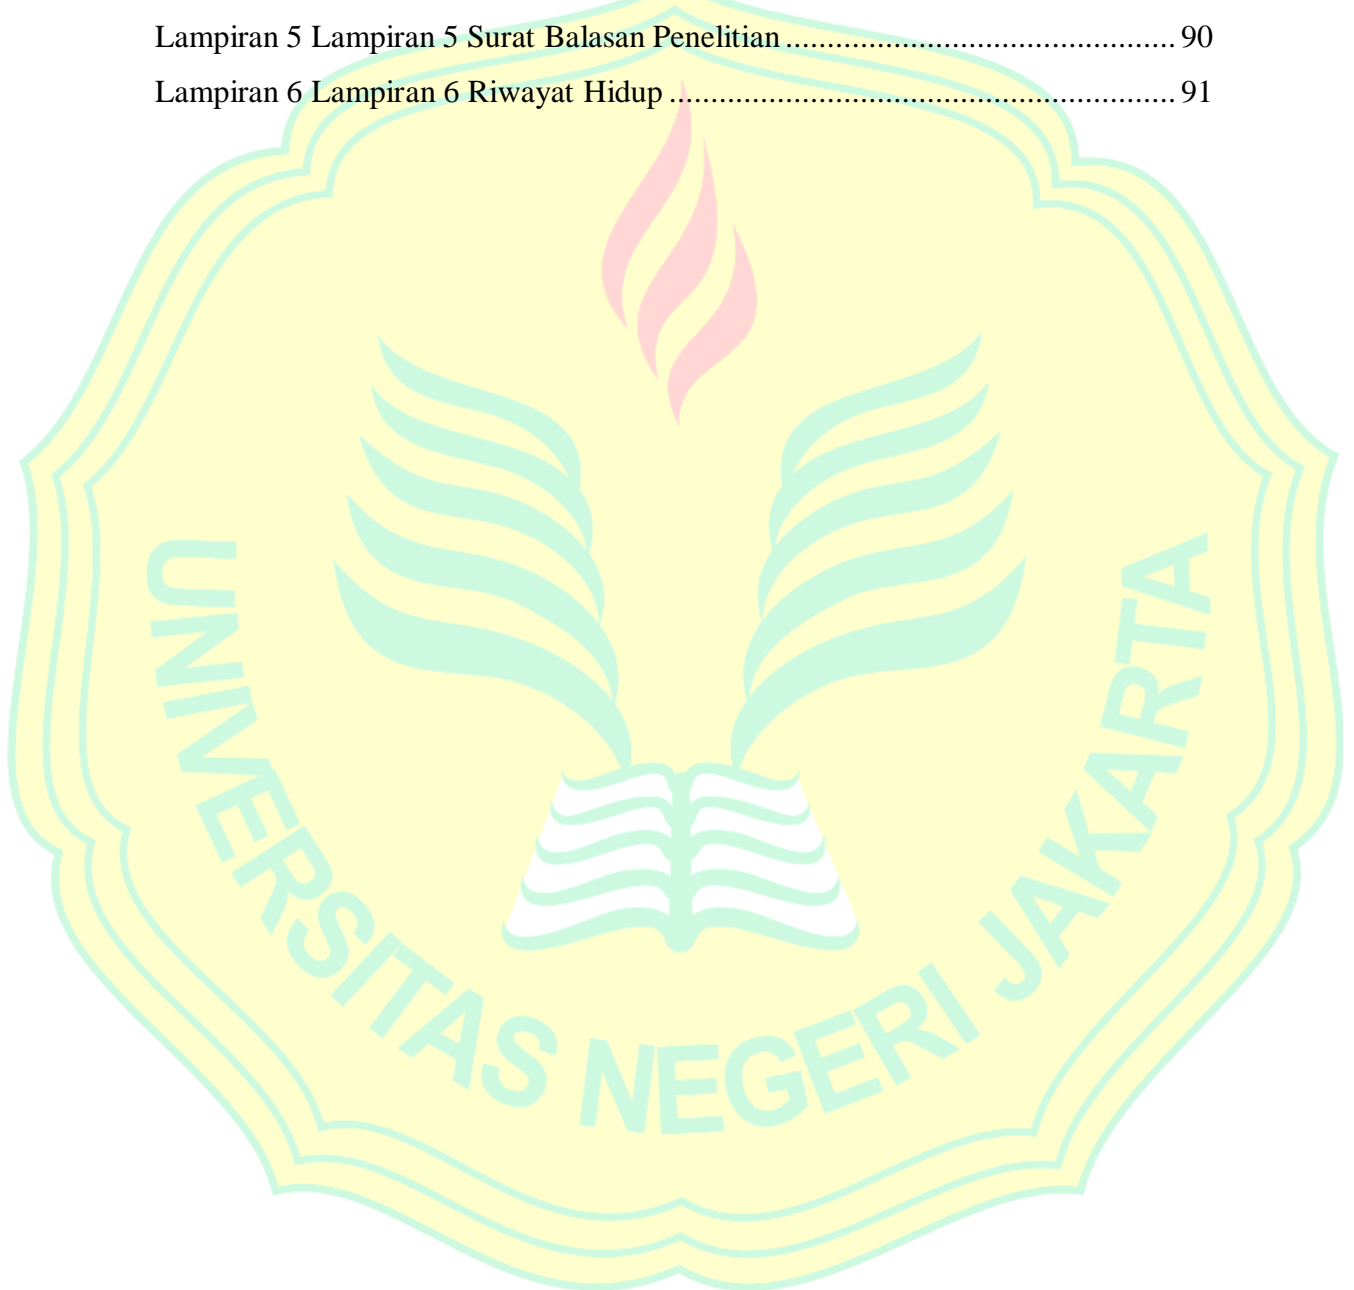 Lampiran 5 Lampiran 5 Surat Balasan Penelitian ............................................... 90
Lampiran 6 Lampiran 6 Riwayat Hidup ............................................................. 91
UNIVERSITAS NEGERI JAKARTA